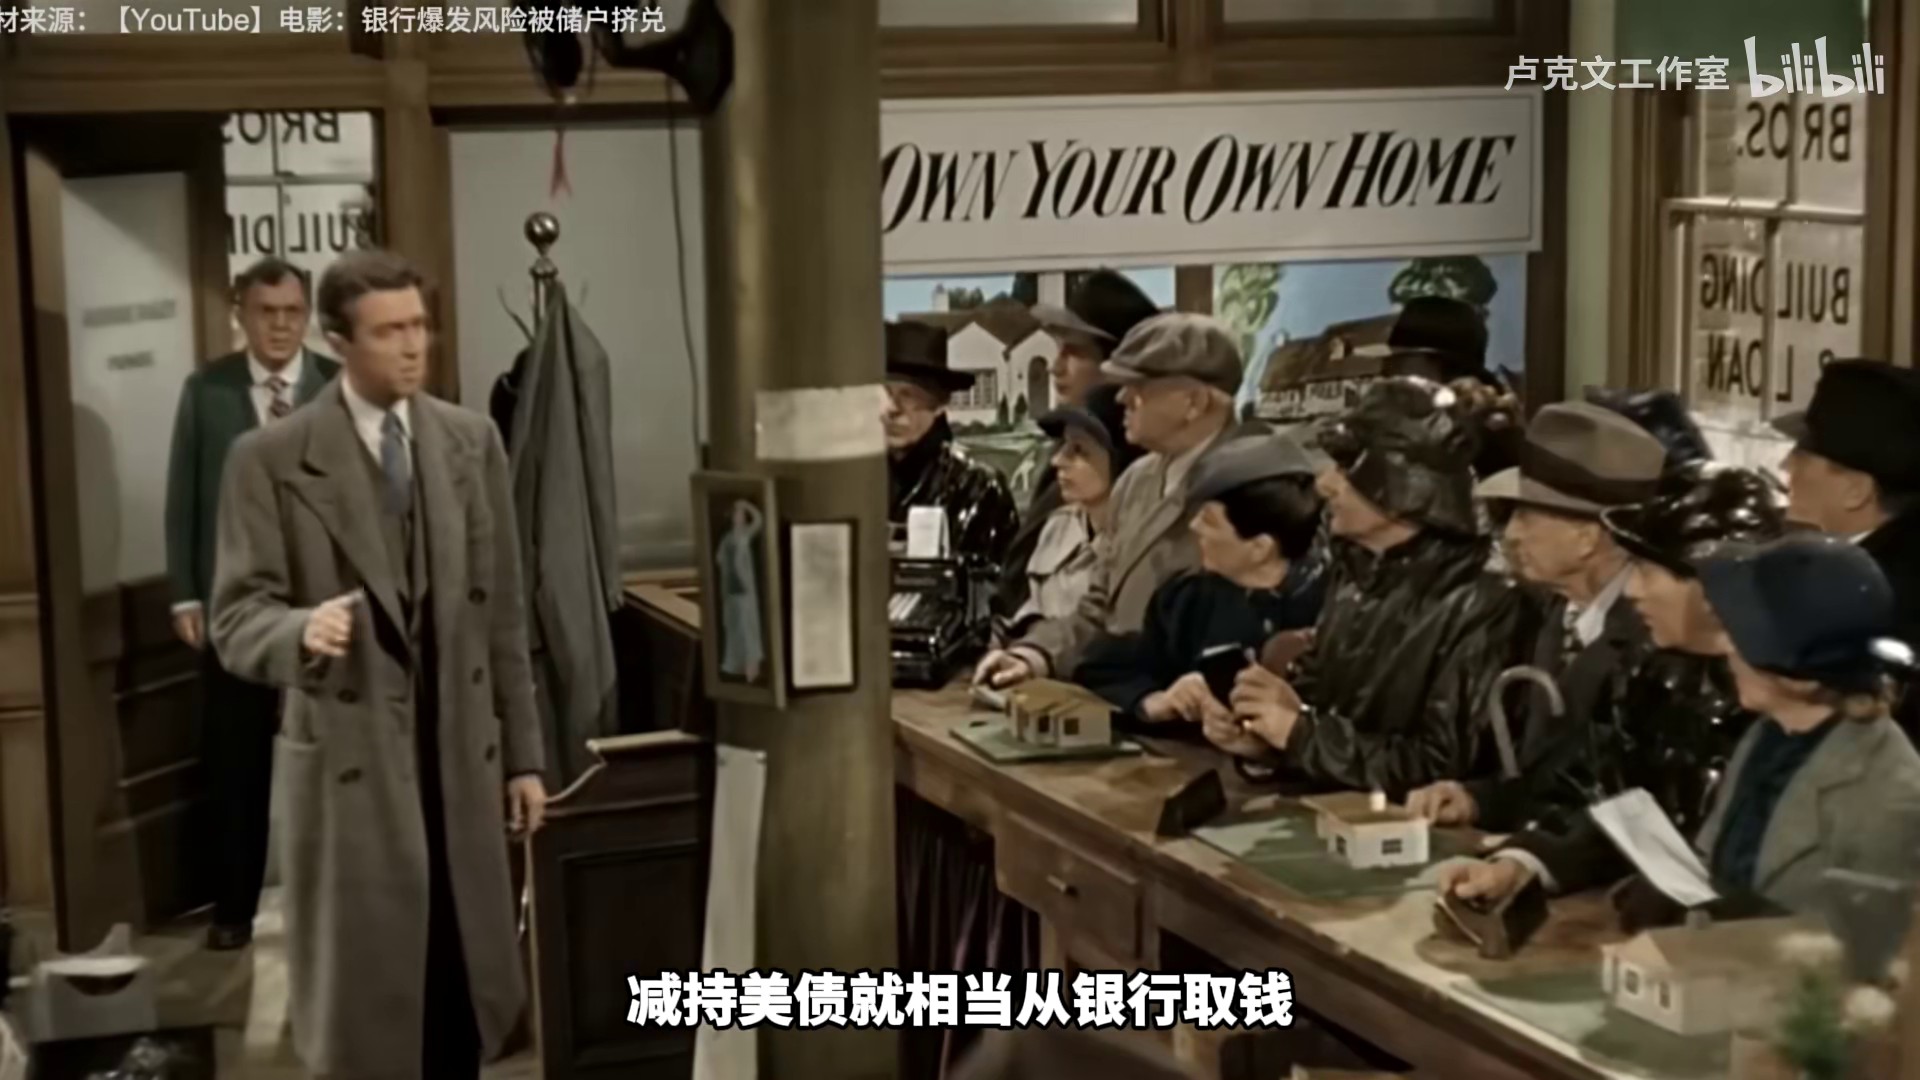 材来源：【YouTube】电影：银行爆发风险被储户挤兑
卢克文工作室 bilibili
BROS.
BUILDING
OWN YOUR OWN HOME
BROS.
BUILDING
& LOAN
减持美债就相当从银行取钱